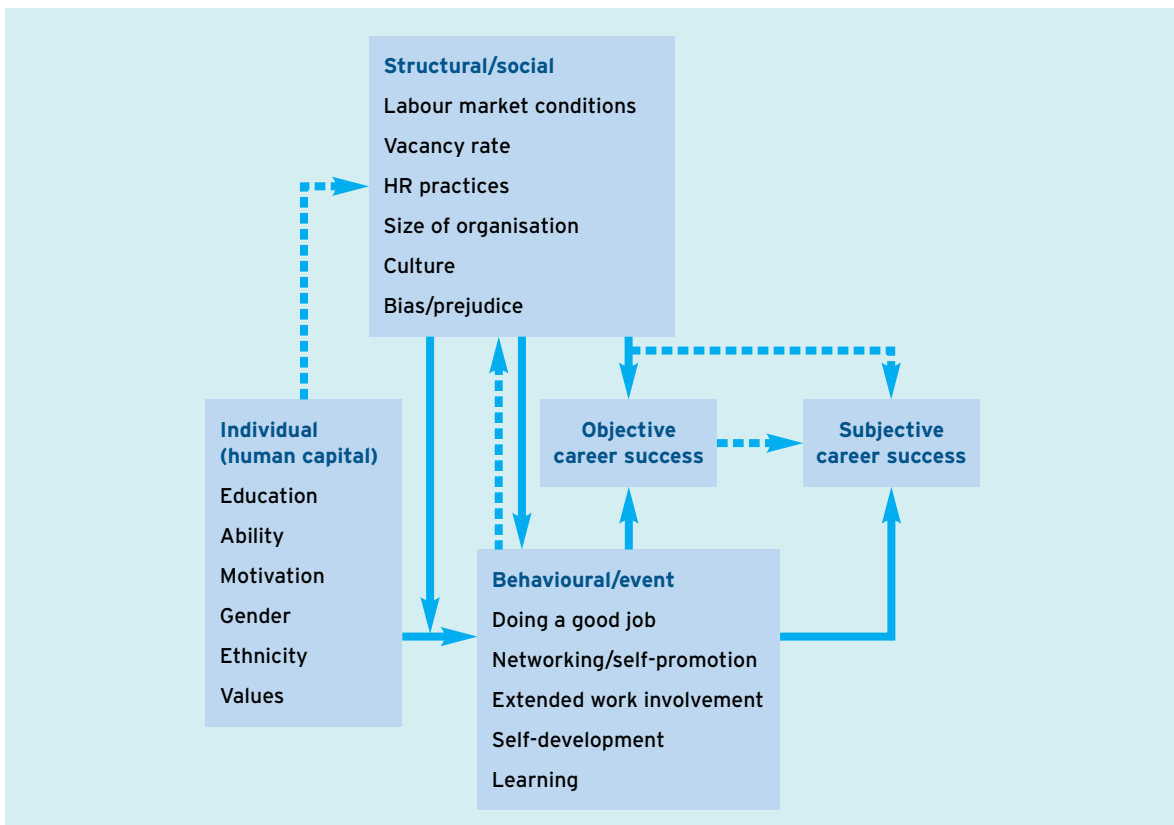 Structural/social
Labour market conditions
Vacancy rate
HR practices
Size of organisation
Culture
Bias/prejudice
Individual
(human capital)
Education
Ability
Motivation
Gender
Ethnicity
Values
Objective
career success
Subjective
career success
Behavioural/event
Doing a good job
Networking/self-promotion
Extended work involvement
Self-development
Learning